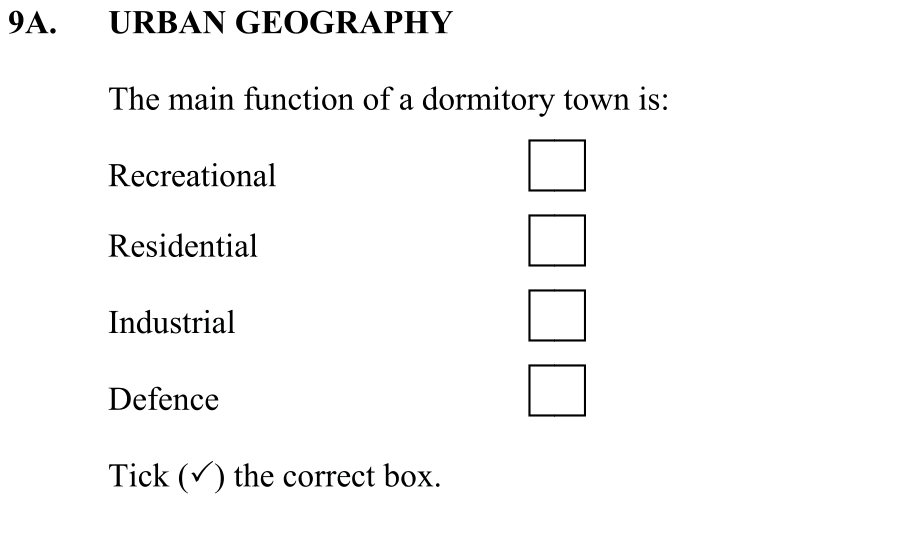 9A. URBAN GEOGRAPHY
The main function of a dormitory town is:
Recreational
Residential
Industrial
Defence
Tick (✓) the correct box.